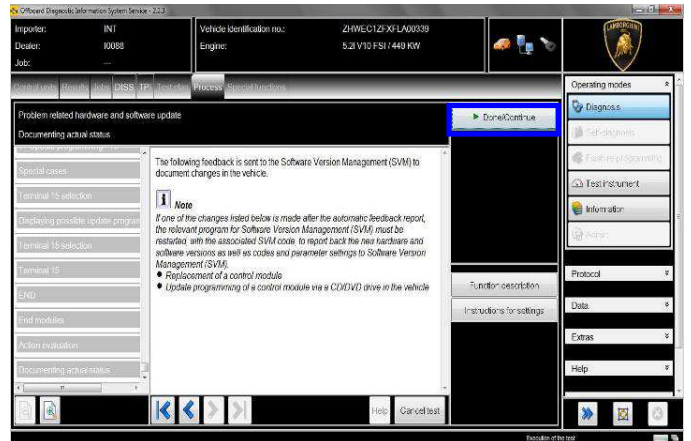 Offboard Diagnostic Information System Service - 2.2.3
Importer: INT
Dealer: 10088
Job: ---
Vehicle identification no.: ZHWEC1ZFXFLA00339
Engine: 5.2l V10 FSI / 449 KW
LAMBORGHINI
Control units Results Jobs DISS TPI Test plan Process Special functions
Problem related hardware and software update
Documenting actual status
Done/Continue
Special cases
Terminal 15 selection
Displaying possible update program
Terminal 15 selection
Terminal 15
END
End modules
Action evaluation
Documenting actual status
The following feedback is sent to the Software Version Management (SVM) to
document changes in the vehicle.
Note
If one of the changes listed below is made after the automatic feedback report,
the relevant program for Software Version Management (SVM) must be
restarted, with the associated SVM code, to report back the new hardware and
software versions as well as codes and parameter settings to Software Version
Management (SVM).
● Replacement of a control module
● Update programming of a control module via a CD/DVD drive in the vehicle
Function description
Instructions for settings
Help
Cancel test
Operating modes
Diagnosis
Self-diagnosis
Flash reprogramming
Test instrument
Information
Admin
Protocol
Data
Extras
Help
Execution of the test